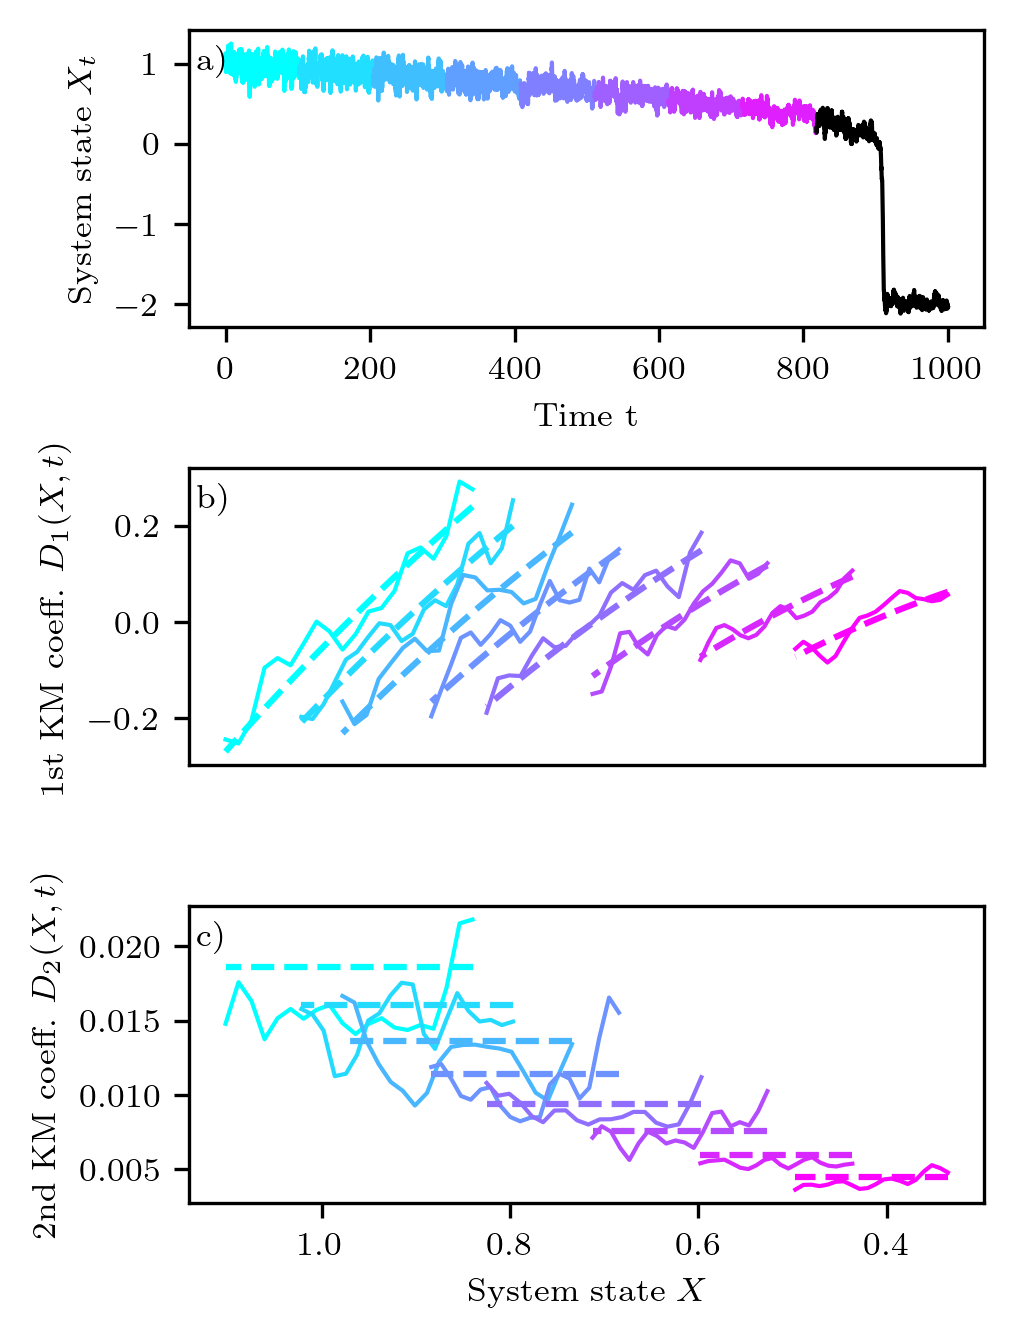 a)
System state X_t
1
0
−1
−2
0 200 400 600 800 1000
Time t
b)
1st KM coeff. D_1(X, t)
0.2
0.0
−0.2
c)
2nd KM coeff. D_2(X, t)
0.020
0.015
0.010
0.005
1.0 0.8 0.6 0.4
System state X